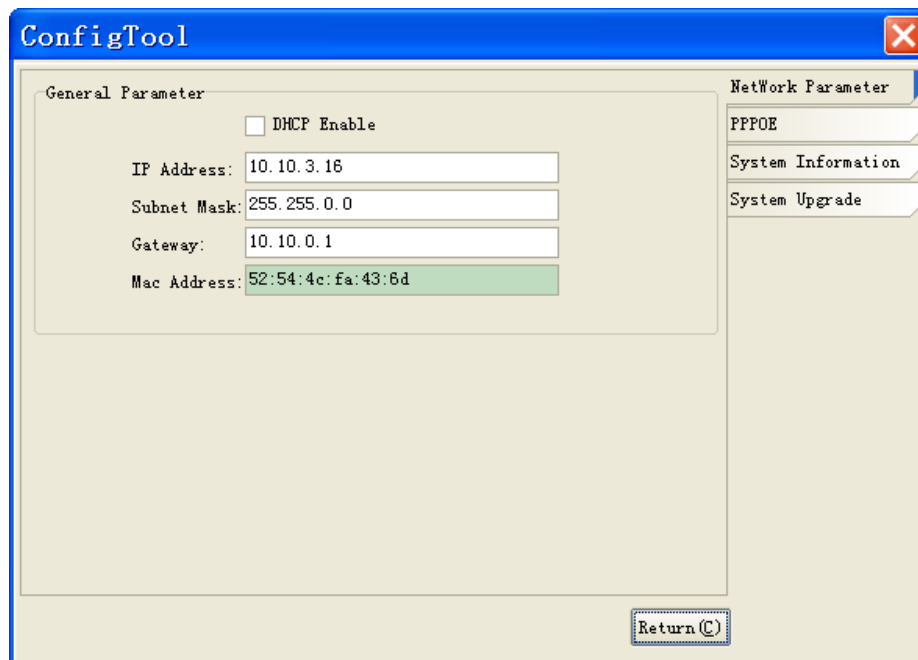 ConfigTool
General Parameter
DHCP Enable
IP Address: 10.10.3.16
Subnet Mask: 255.255.0.0
Gateway: 10.10.0.1
Mac Address: 52:54:4c:fa:43:6d
NetWork Parameter
PPPOE
System Information
System Upgrade
Return(C)